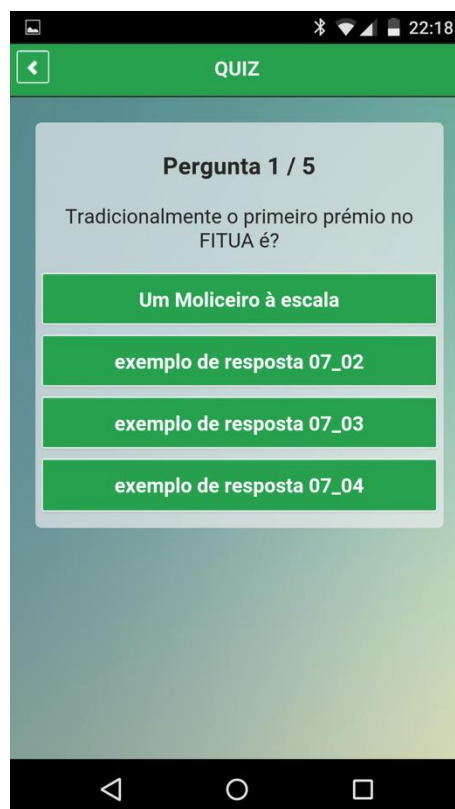 22:18
QUIZ
Pergunta 1 / 5
Tradicionalmente o primeiro prémio no
FITUA é?
Um Moliceiro à escala
exemplo de resposta 07_02
exemplo de resposta 07_03
exemplo de resposta 07_04